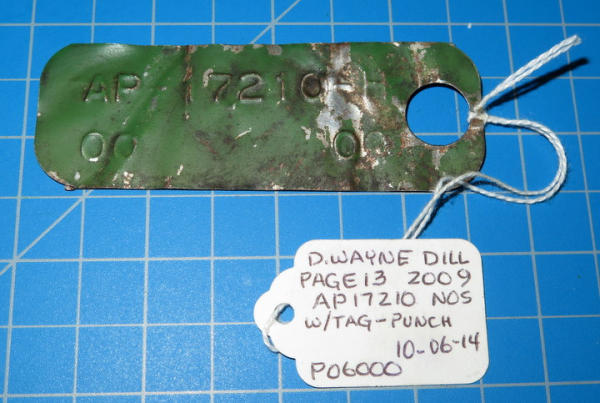 AP 17210-H
00 00
D. WAYNE DILL
PAGE 13 2009
AP17210 NOS
W/TAG-PUNCH
10-06-14
P06000